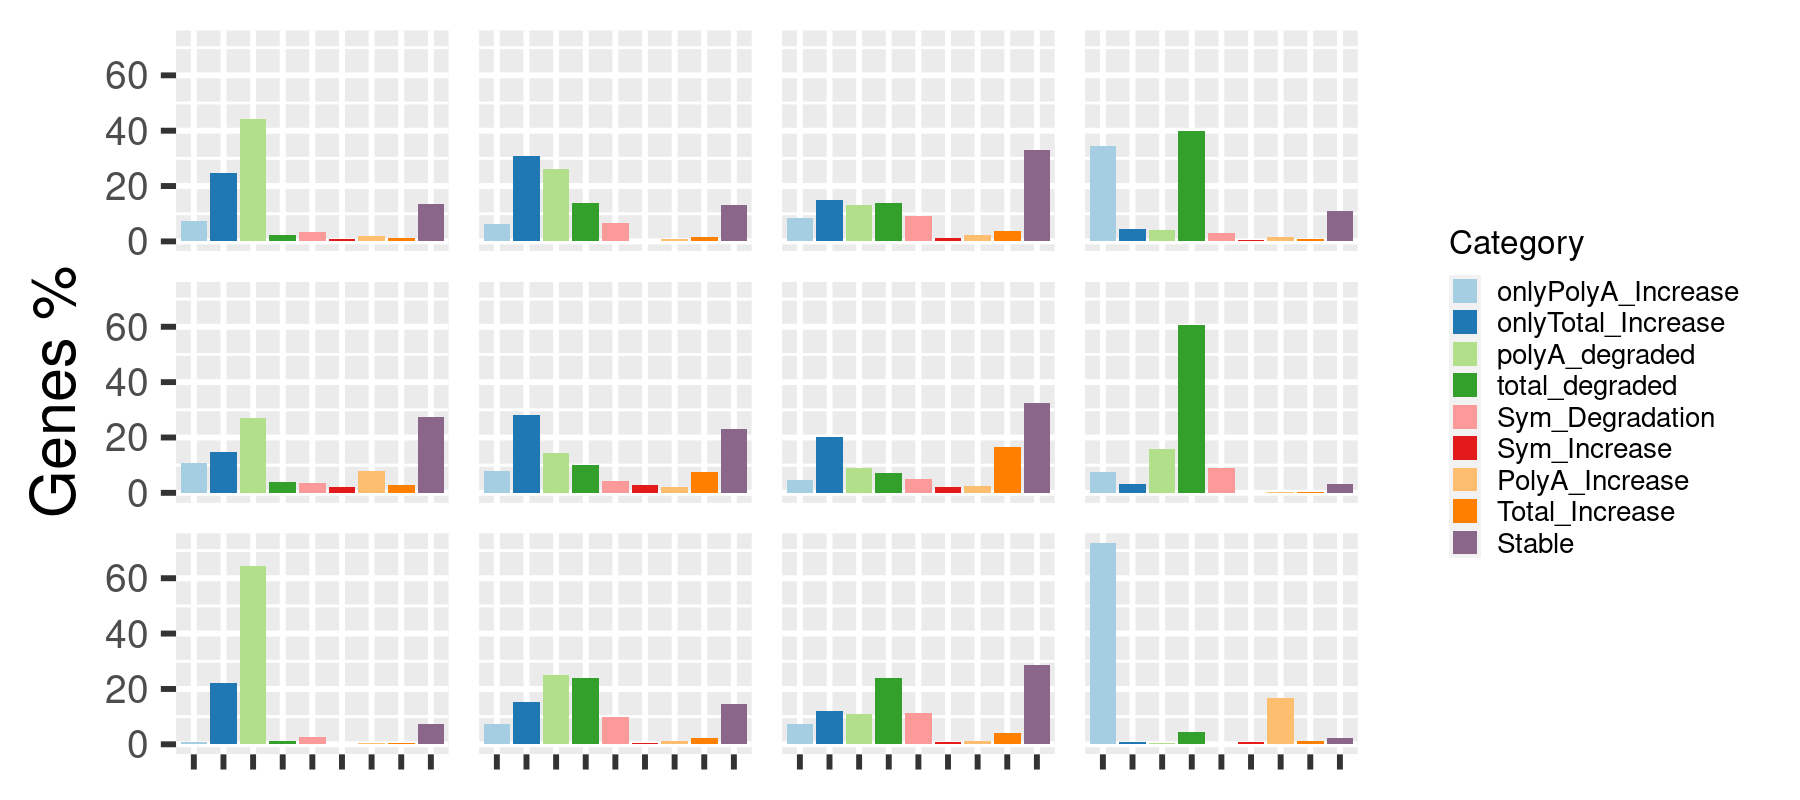 60
40
20
0
60
40
20
0
60
40
20
0
Genes %
Category
onlyPolyA_Increase
onlyTotal_Increase
polyA_degraded
total_degraded
Sym_Degradation
Sym_Increase
PolyA_Increase
Total_Increase
Stable